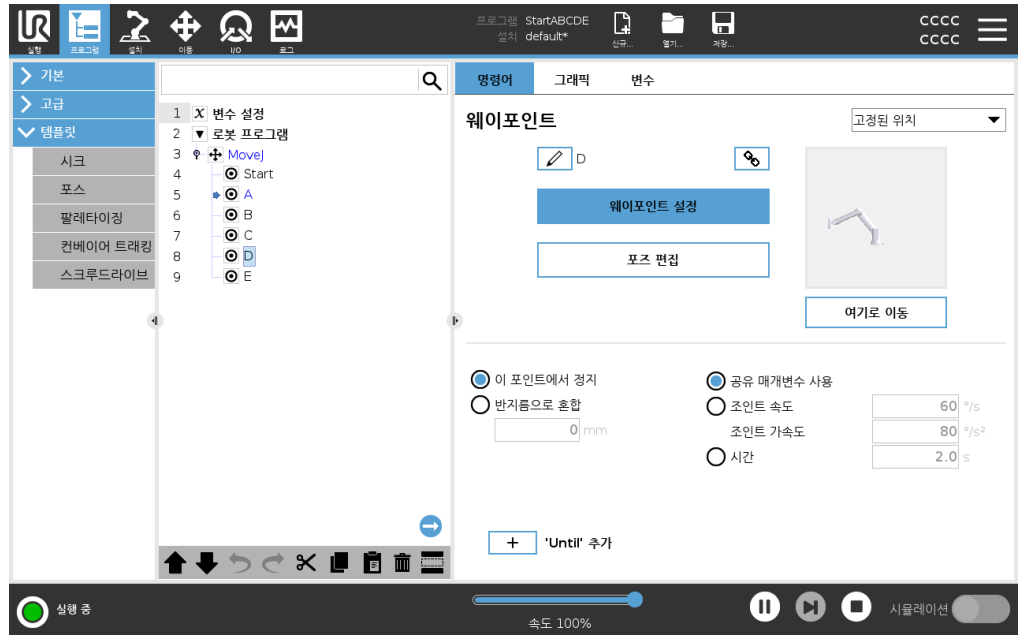 UR
실행
프로그램
설치
이동
I/O
로그
프로그램 StartABCDE
설치 default*
신규...
열기...
저장...
CCCC
CCCC
기본
고급
템플릿
시크
포스
팔레타이징
컨베이어 트래킹
스크루드라이브
1 X 변수 설정
2 로봇 프로그램
3 MoveJ
4 Start
5 A
6 B
7 C
8 D
9 E
명령어
그래픽
변수
웨이포인트
고정된 위치
D
웨이포인트 설정
포즈 편집
여기로 이동
이 포인트에서 정지
반지름으로 혼합
0 mm
공유 매개변수 사용
조인트 속도 60 °/s
조인트 가속도 80 °/s²
시간 2.0 s
+ 'Until' 추가
실행 중
속도 100%
시뮬레이션